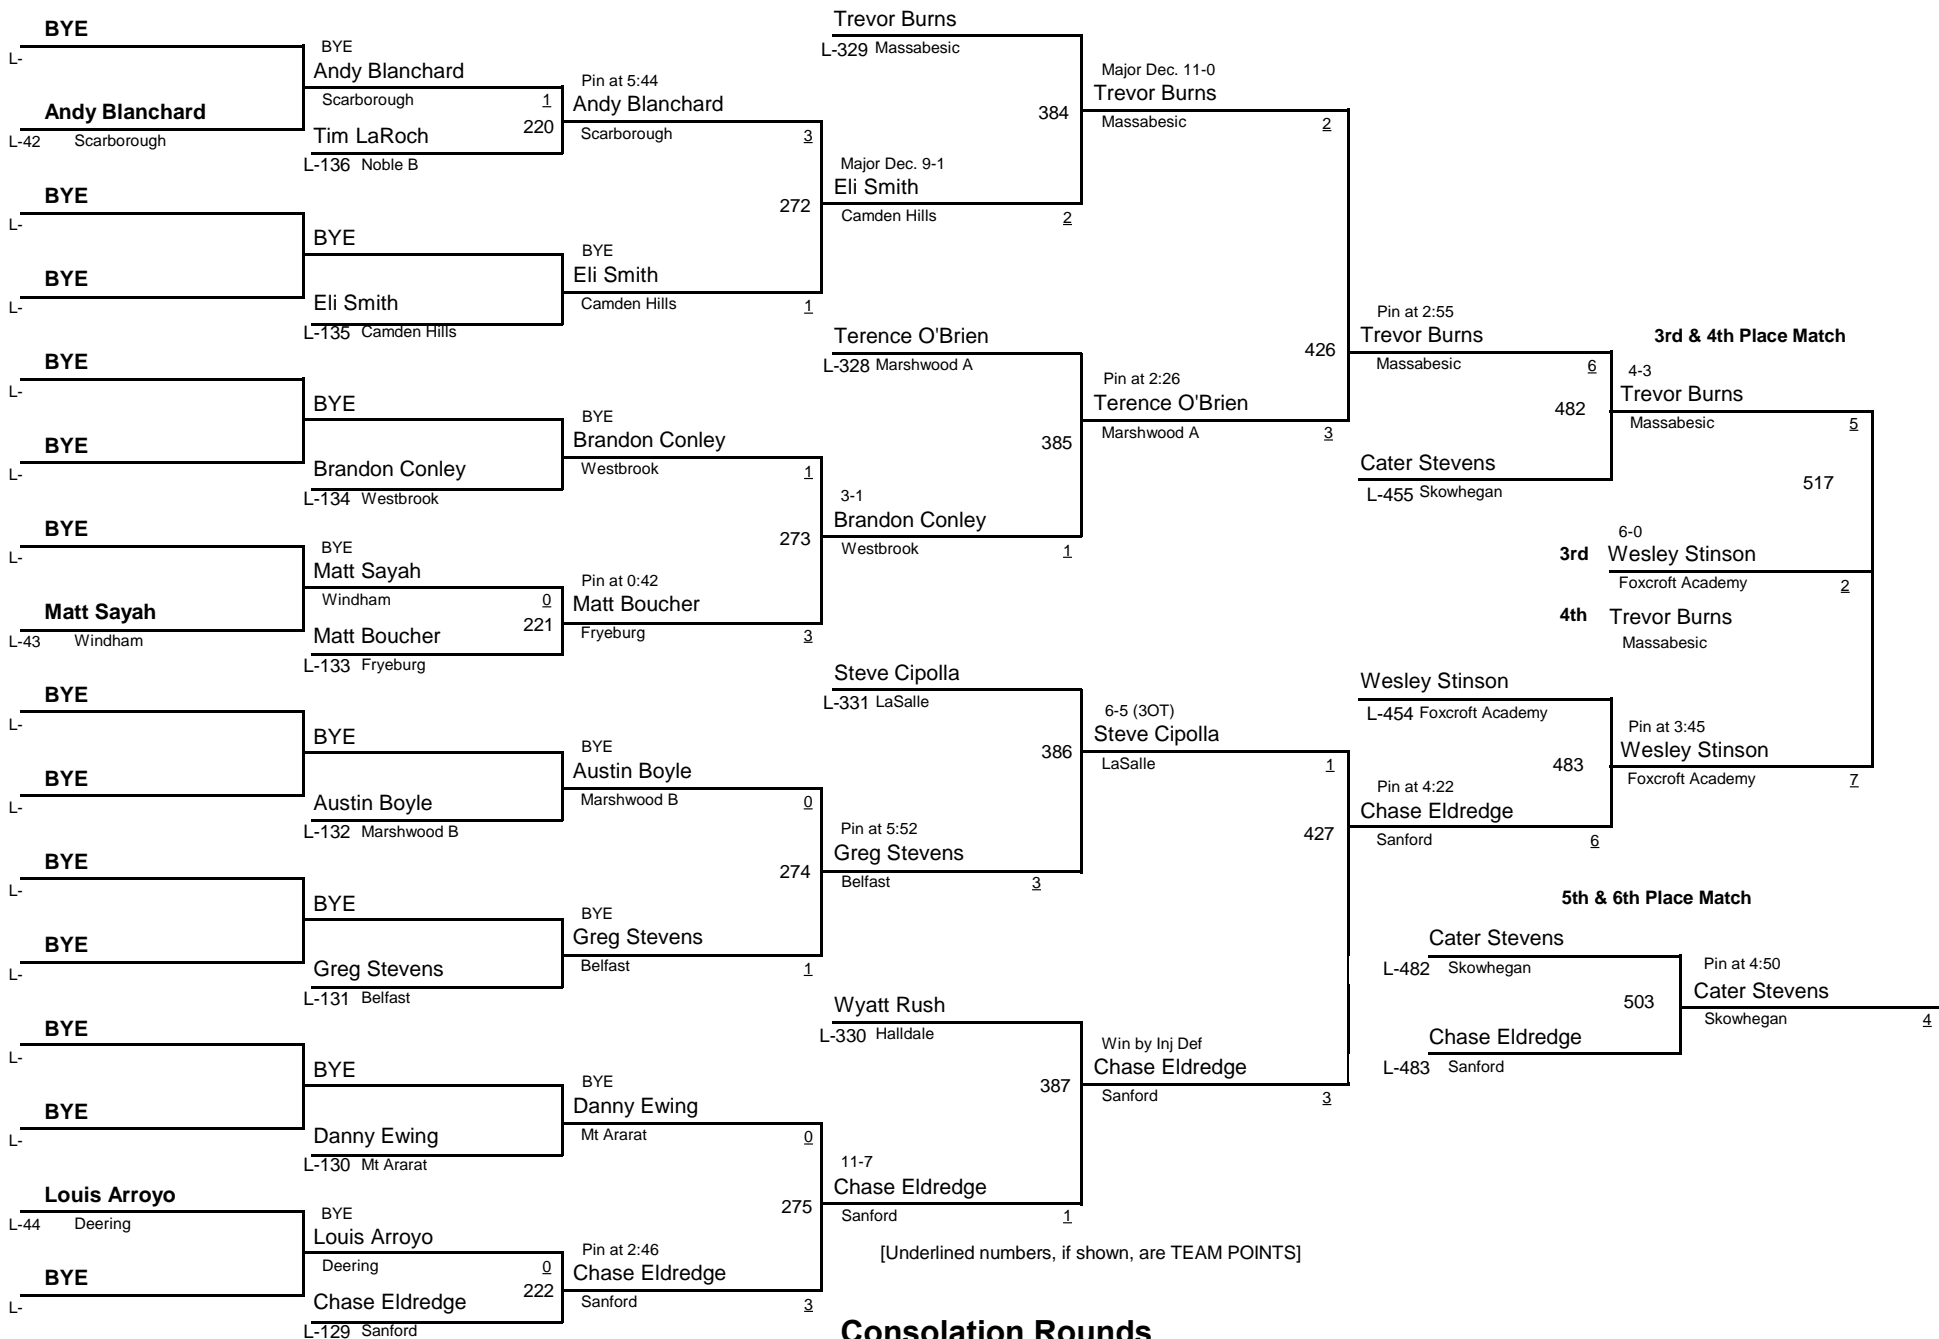 BYE
L-
Andy Blanchard
L-42 Scarborough
BYE
L-
BYE
L-
BYE
L-
BYE
L-
BYE
L-
Matt Sayah
L-43 Windham
BYE
L-
BYE
L-
BYE
L-
BYE
L-
BYE
L-
BYE
L-
Louis Arroyo
L-44 Deering
BYE
L-
BYE
Andy Blanchard
Scarborough 1
220
Tim LaRoch
L-136 Noble B
BYE
Eli Smith
L-135 Camden Hills
BYE
Brandon Conley
L-134 Westbrook
BYE
Matt Sayah
Windham 0
221
Matt Boucher
L-133 Fryeburg
BYE
Austin Boyle
L-132 Marshwood B
BYE
Greg Stevens
L-131 Belfast
BYE
Danny Ewing
L-130 Mt Ararat
BYE
Louis Arroyo
Deering 0
222
Chase Eldredge
L-129 Sanford
Pin at 5:44
Andy Blanchard
Scarborough 3
272
BYE
Eli Smith
Camden Hills 1
BYE
Brandon Conley
Westbrook 1
273
Pin at 0:42
Matt Boucher
Fryeburg 3
BYE
Austin Boyle
Marshwood B 0
274
BYE
Greg Stevens
Belfast 1
BYE
Danny Ewing
Mt Ararat 0
275
Pin at 2:46
Chase Eldredge
Sanford 3
Trevor Burns
L-329 Massabesic
384
Major Dec. 9-1
Eli Smith
Camden Hills 2
Terence O'Brien
L-328 Marshwood A
385
3-1
Brandon Conley
Westbrook 1
Steve Cipolla
L-331 LaSalle
386
Pin at 5:52
Greg Stevens
Belfast 3
Wyatt Rush
L-330 Halldale
387
11-7
Chase Eldredge
Sanford 1
Major Dec. 11-0
Trevor Burns
Massabesic 2
426
Pin at 2:26
Terence O'Brien
Marshwood A 3
6-5 (3OT)
Steve Cipolla
LaSalle 1
427
Win by Inj Def
Chase Eldredge
Sanford 3
Pin at 2:55
Trevor Burns
Massabesic 6
482
Cater Stevens
L-455 Skowhegan
Wesley Stinson
L-454 Foxcroft Academy
483
Pin at 4:22
Chase Eldredge
Sanford 6
3rd & 4th Place Match
4-3
Trevor Burns
Massabesic 5
517
6-0
3rd Wesley Stinson
Foxcroft Academy 2
4th Trevor Burns
Massabesic
Pin at 3:45
Wesley Stinson
Foxcroft Academy 7
5th & 6th Place Match
Cater Stevens
L-482 Skowhegan
503
Chase Eldredge
L-483 Sanford
Pin at 4:50
Cater Stevens
Skowhegan 4
[Underlined numbers, if shown, are TEAM POINTS]
Consolation Rounds